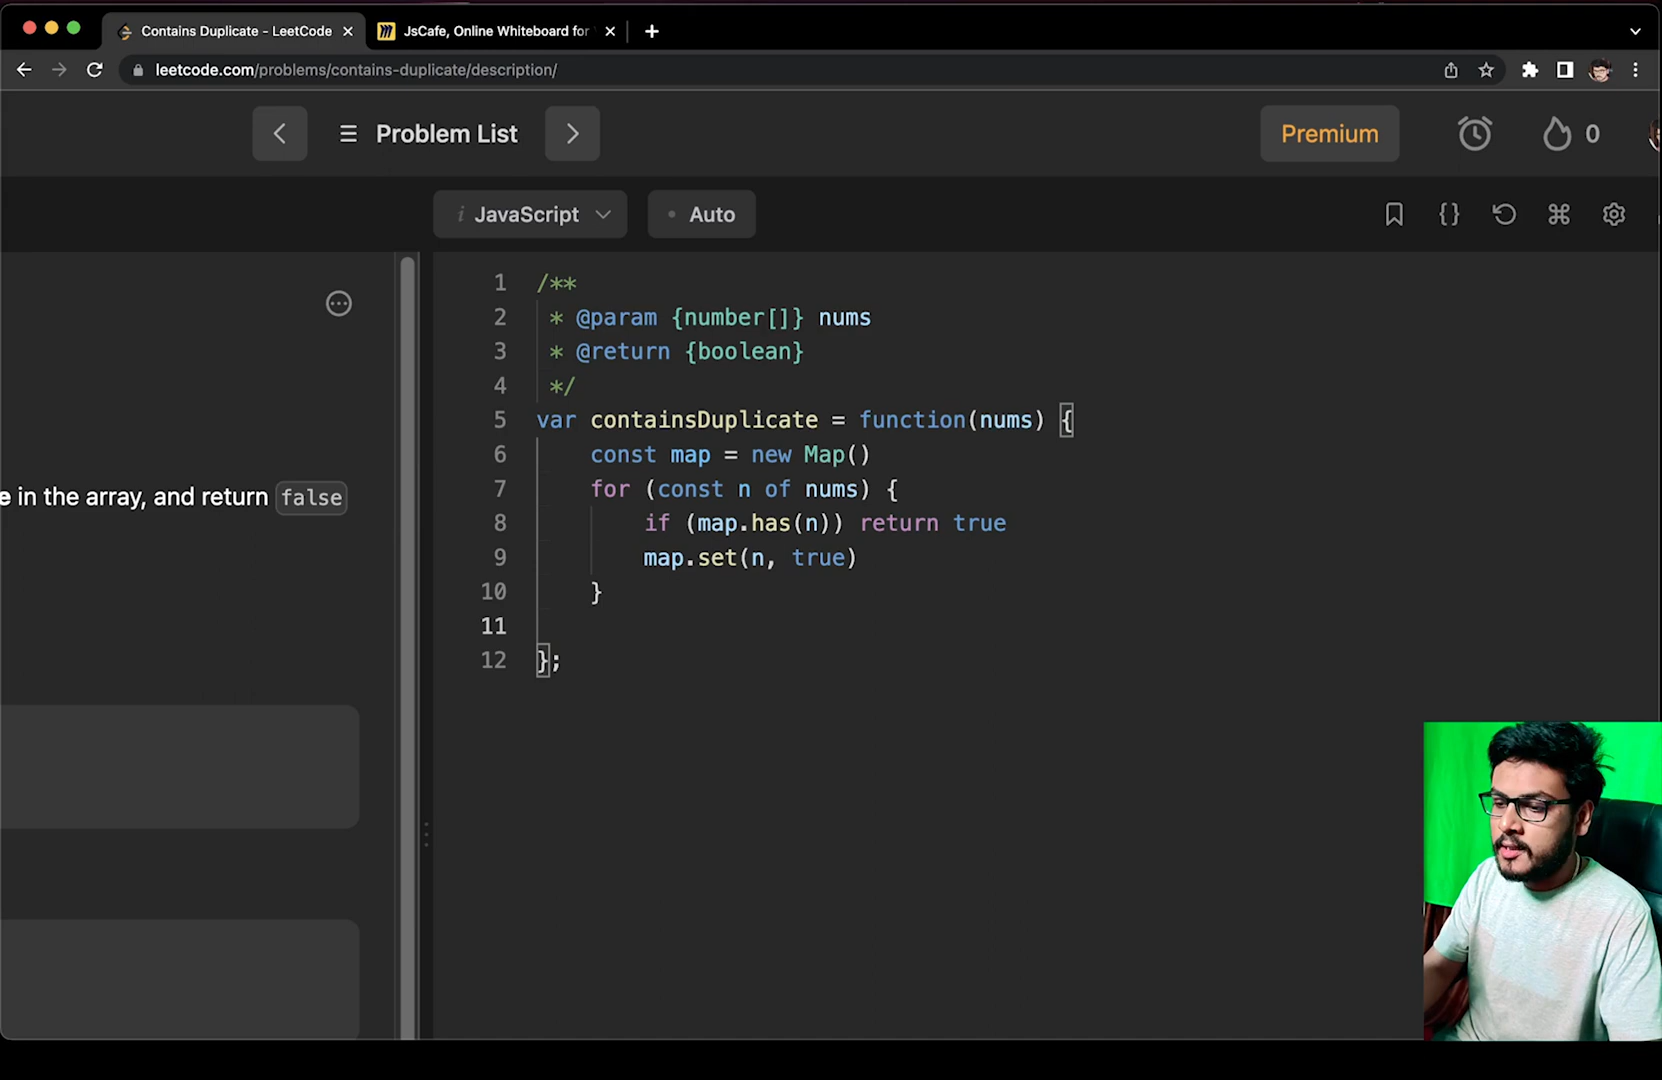 Contains Duplicate - LeetCode
JsCafe, Online Whiteboard for
leetcode.com/problems/contains-duplicate/description/
Problem List
Premium
0
JavaScript
Auto
e in the array, and return false
1 /**
2 * @param {number[]} nums
3 * @return {boolean}
4 */
5 var containsDuplicate = function(nums) {
6 const map = new Map()
7 for (const n of nums) {
8 if (map.has(n)) return true
9 map.set(n, true)
10 }
11
12 };